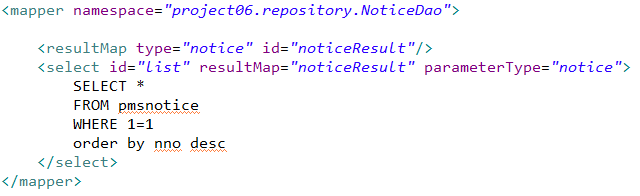 <mapper namespace="project06.repository.NoticeDao">
<resultMap type="notice" id="noticeResult"/>
<select id="list" resultMap="noticeResult" parameterType="notice">
SELECT *
FROM pmsnotice
WHERE 1=1
order by nno desc
</select>
</mapper>